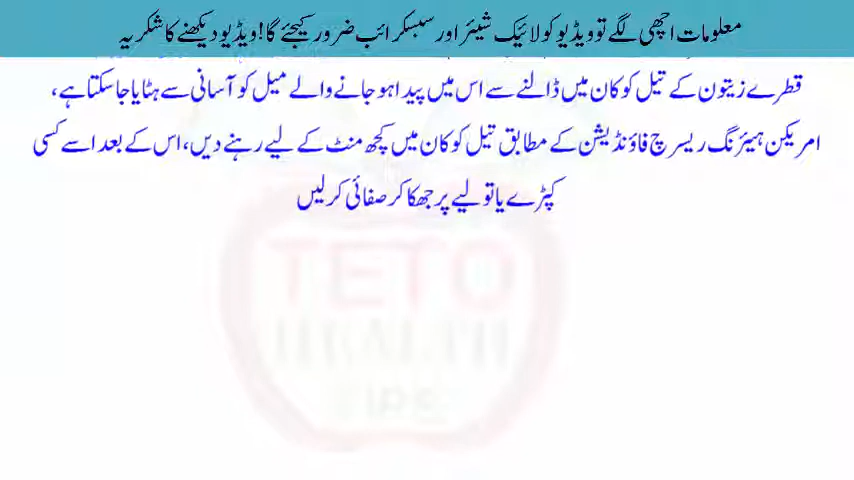 معلومات اچھی لگے تو ویڈیو کو لائیک شیئر اور سبسکرائب ضرور کیجئے گا! ویڈیو دیکھنے کا شکریہ
قطرے زیتون کے تیل کو کان میں ڈالنے سے اس میں پیدا ہو جانے والے میل کو آسانی سے ہٹایا جا سکتا ہے،
امریکن ہیئرنگ ریسرچ فاؤنڈیشن کے مطابق تیل کو کان میں کچھ منٹ کے لیے رہنے دیں، اس کے بعد اسے کسی
کپڑے یا تولیے پر جھکا کر صفائی کر لیں
TETO
HEALTH
TIPS